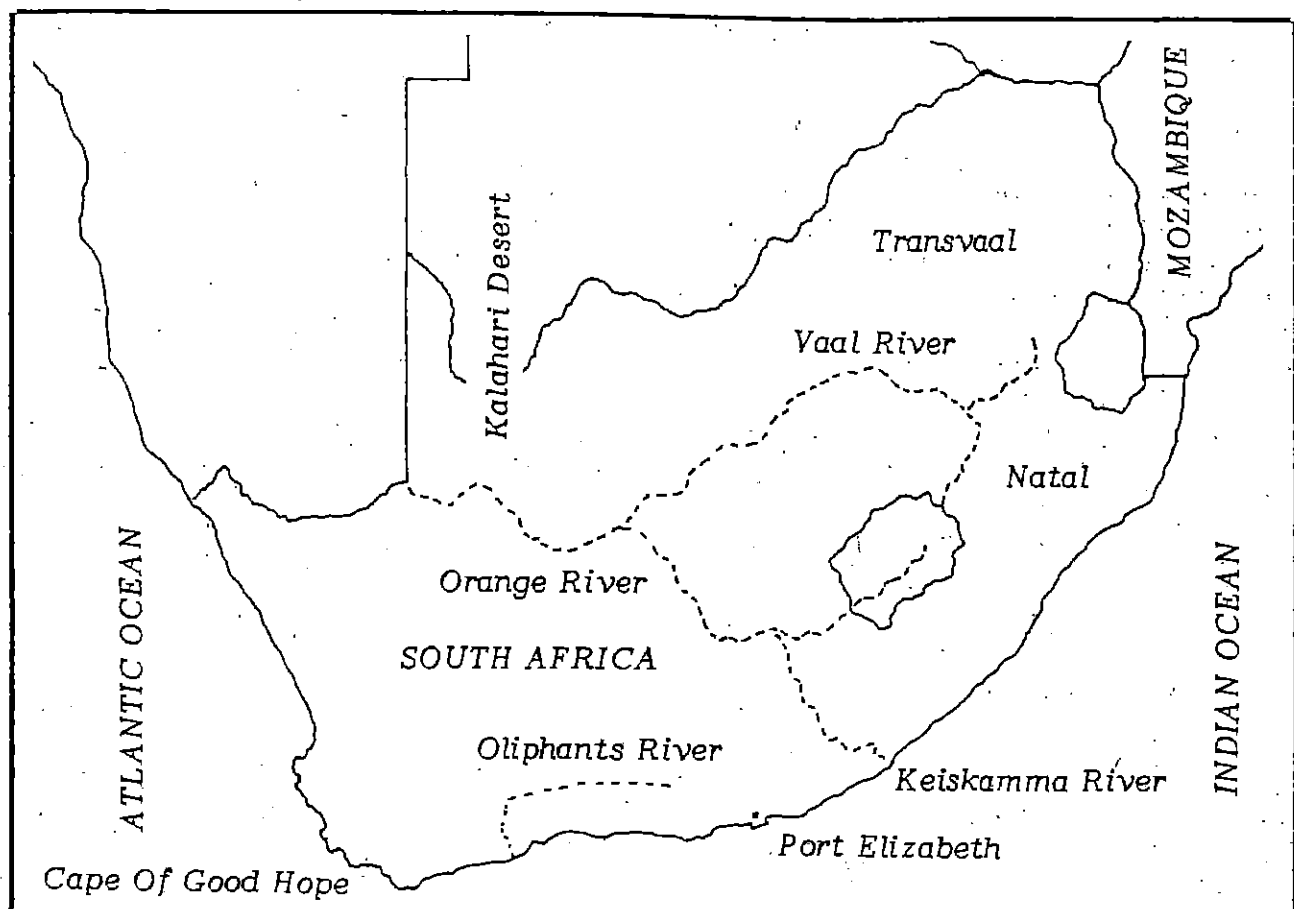 MOZAMBIQUE
Transvaal
Kalahari Desert
Vaal River
Natal
ATLANTIC OCEAN
Orange River
INDIAN OCEAN
SOUTH AFRICA
Oliphants River
Keiskamma River
Port Elizabeth
Cape Of Good Hope